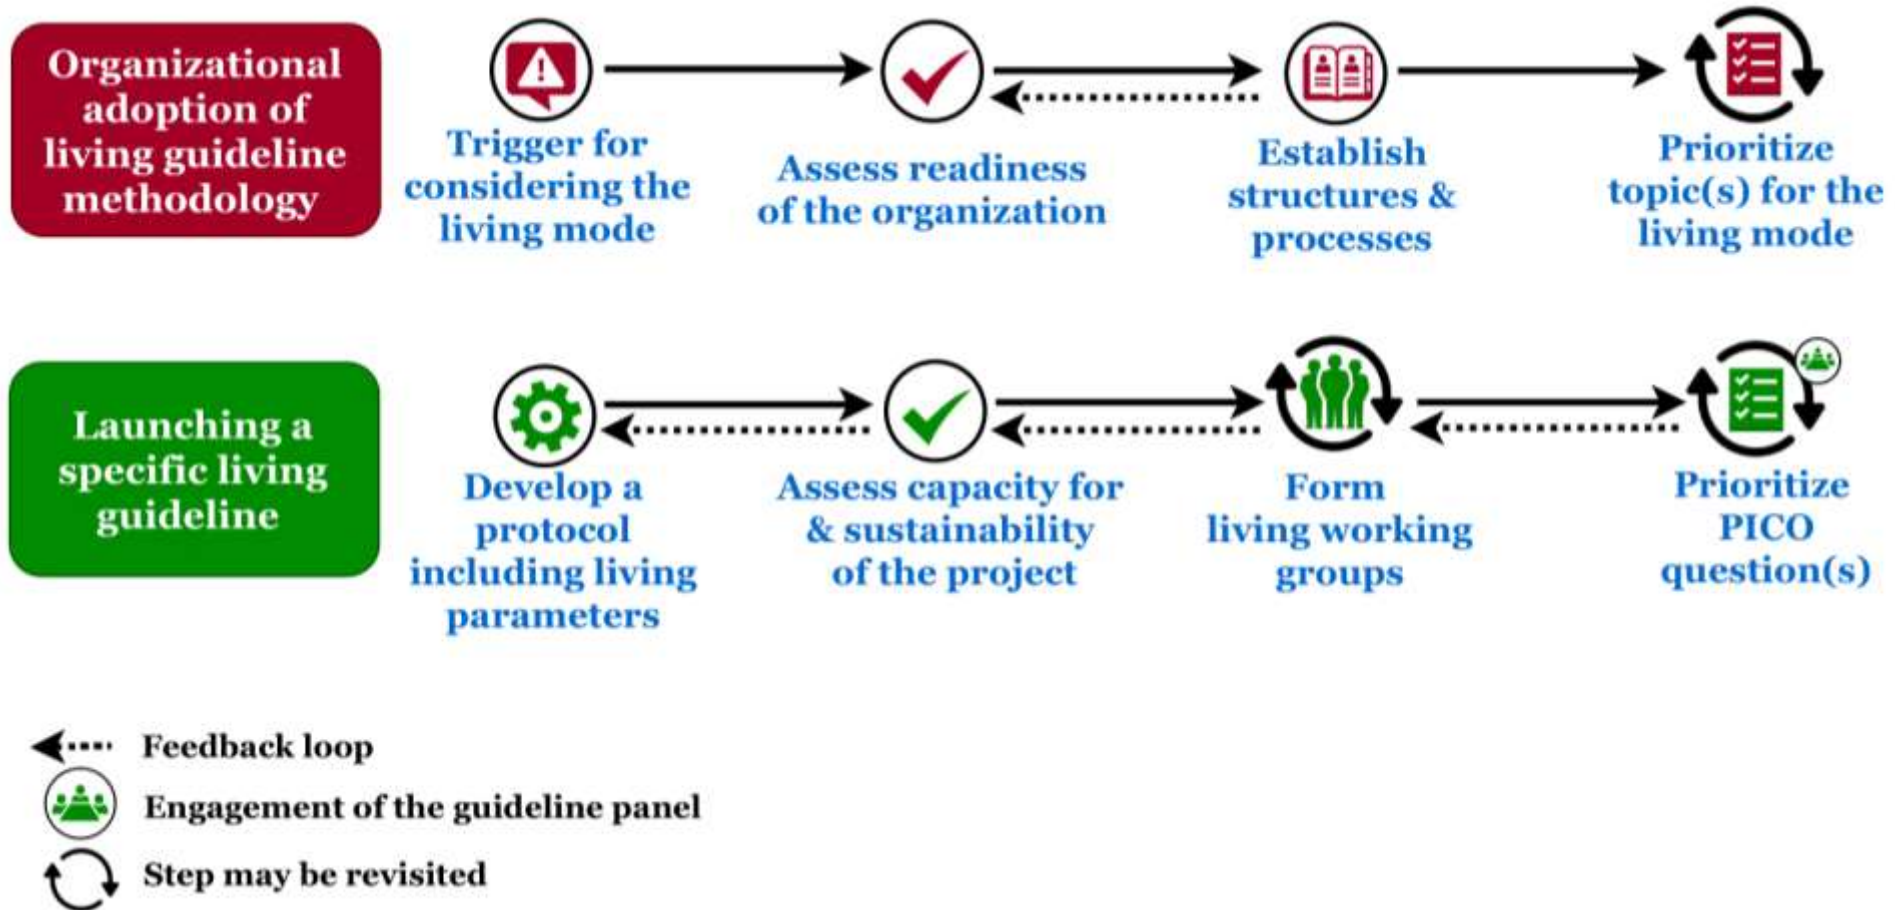 Organizational
adoption of
living guideline
methodology
Trigger for
considering the
living mode
Assess readiness
of the organization
Establish
structures &
processes
Prioritize
topic(s) for the
living mode
Launching a
specific living
guideline
Develop a
protocol
including living
parameters
Assess capacity for
& sustainability
of the project
Form
living working
groups
Prioritize
PICO
question(s)
Feedback loop
Engagement of the guideline panel
Step may be revisited